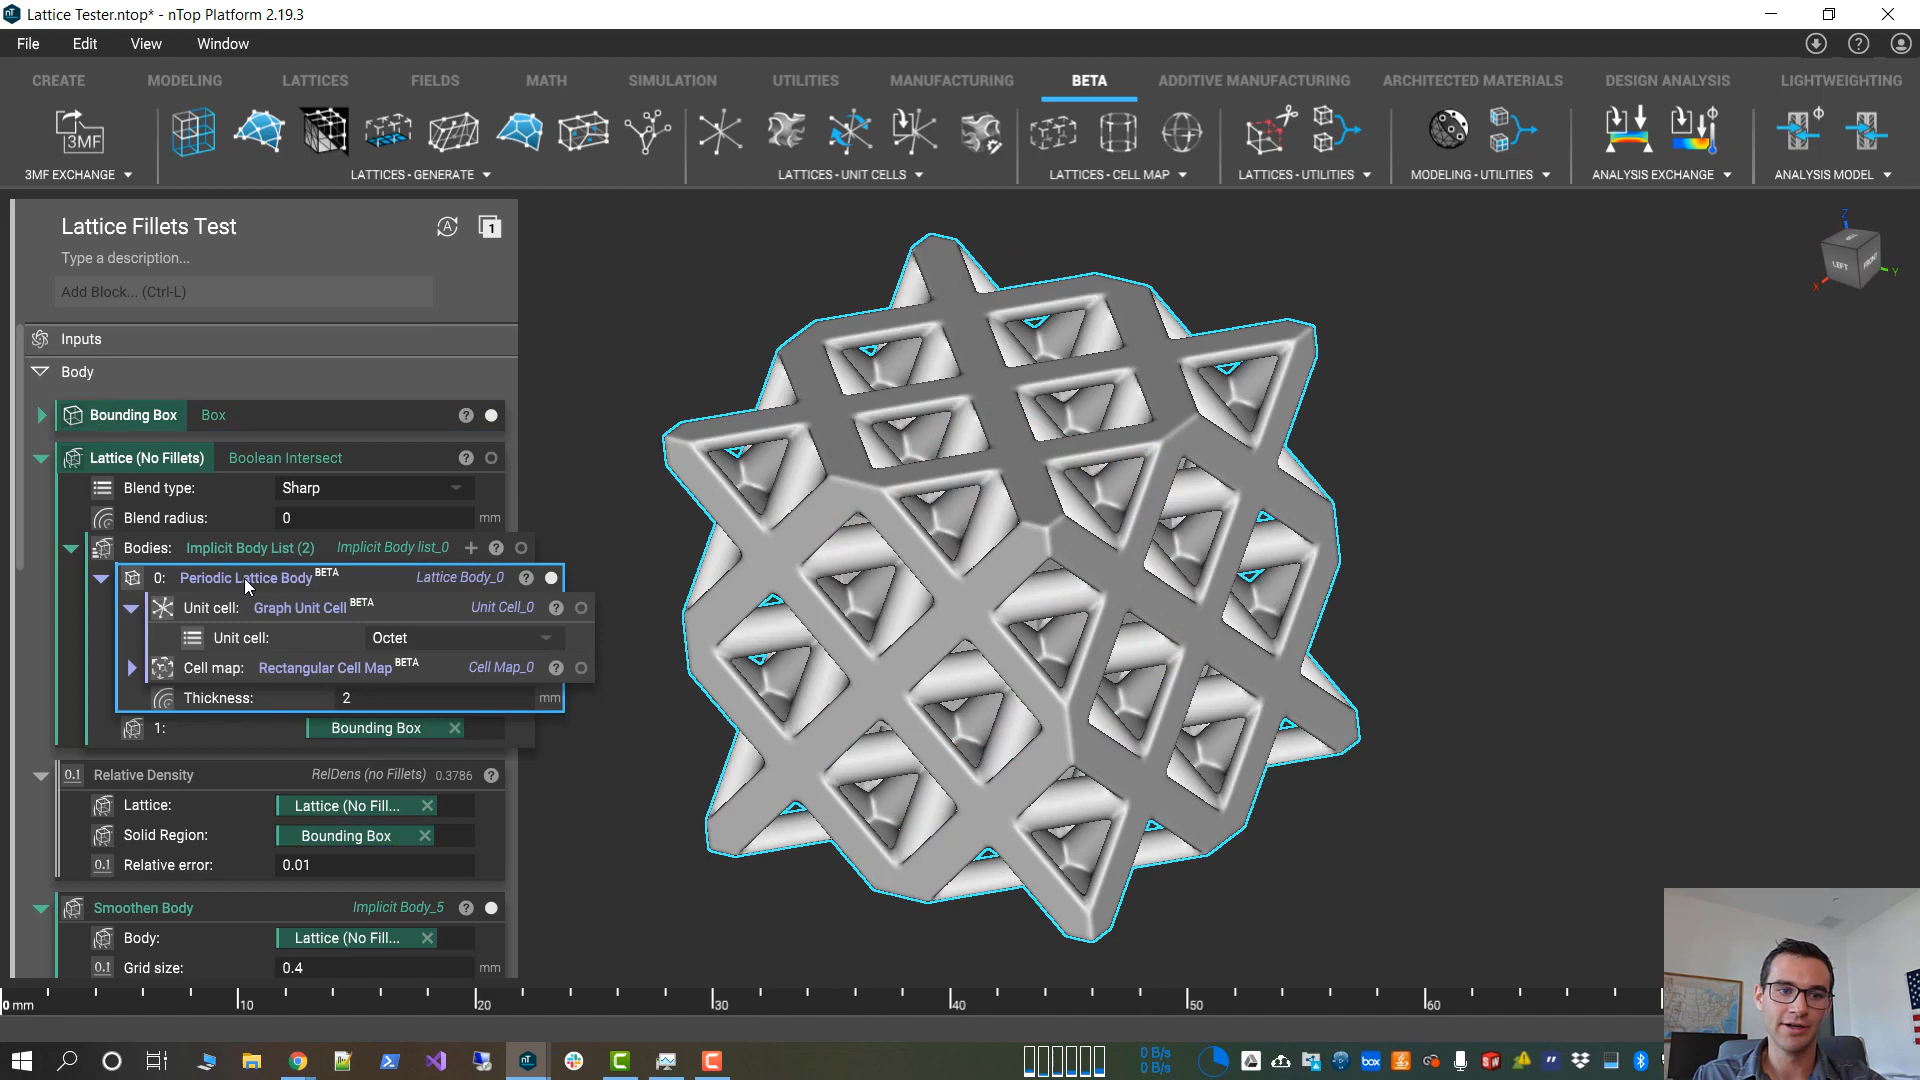 Lattice Tester.ntop* - nTop Platform 2.19.3
File Edit View Window
CREATE MODELING LATTICES FIELDS MATH SIMULATION UTILITIES MANUFACTURING BETA ADDITIVE MANUFACTURING ARCHITECTED MATERIALS DESIGN ANALYSIS LIGHTWEIGHTING
3MF
3MF EXCHANGE LATTICES - GENERATE LATTICES - UNIT CELLS LATTICES - CELL MAP LATTICES - UTILITIES MODELING - UTILITIES ANALYSIS EXCHANGE ANALYSIS MODEL
Lattice Fillets Test
Type a description...
Add Block... (Ctrl-L)
Inputs
Body
Bounding Box Box
Lattice (No Fillets) Boolean Intersect
Blend type: Sharp
Blend radius: 0 mm
Bodies: Implicit Body List (2) Implicit Body list_0
0: Periodic Lattice Body BETA Lattice Body_0
Unit cell: Graph Unit Cell BETA Unit Cell_0
Unit cell: Octet
Cell map: Rectangular Cell Map BETA Cell Map_0
Thickness: 2 mm
1: Bounding Box
0.1 Relative Density RelDens (no Fillets) 0.3786
Lattice: Lattice (No Fill...
Solid Region: Bounding Box
0.1 Relative error: 0.01
Smoothen Body Implicit Body_5
Body: Lattice (No Fill...
0.1 Grid size: 0.4 mm
Z
LEFT FRONT
X Y
0 mm 10 20 30 40 50 60
0 B/s
0 B/s